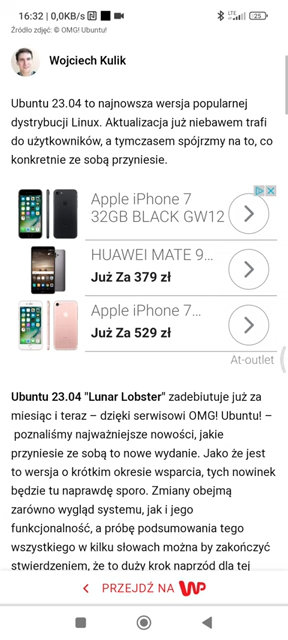 16:32 | 0,0KB/s
LTE
25
Źródło zdjęć: © OMG! Ubuntu!
Wojciech Kulik
Ubuntu 23.04 to najnowsza wersja popularnej
dystrybucji Linux. Aktualizacja już niebawem trafi
do użytkowników, a tymczasem spójrzmy na to, co
konkretnie ze sobą przyniesie.
Apple iPhone 7
32GB BLACK GW12
HUAWEI MATE 9...
Już Za 379 zł
Apple iPhone 7...
Już Za 529 zł
At-outlet
Ubuntu 23.04 "Lunar Lobster" zadebiutuje już za
miesiąc i teraz – dzięki serwisowi OMG! Ubuntu! –
poznaliśmy najważniejsze nowości, jakie
przyniesie ze sobą to nowe wydanie. Jako że jest
to wersja o krótkim okresie wsparcia, tych nowinek
będzie tu naprawdę sporo. Zmiany obejmą
zarówno wygląd systemu, jak i jego
funkcjonalność, a próbę podsumowania tego
wszystkiego w kilku słowach można by zakończyć
stwierdzeniem, że to duży krok naprzód dla tej
PRZEJDŹ NA WP